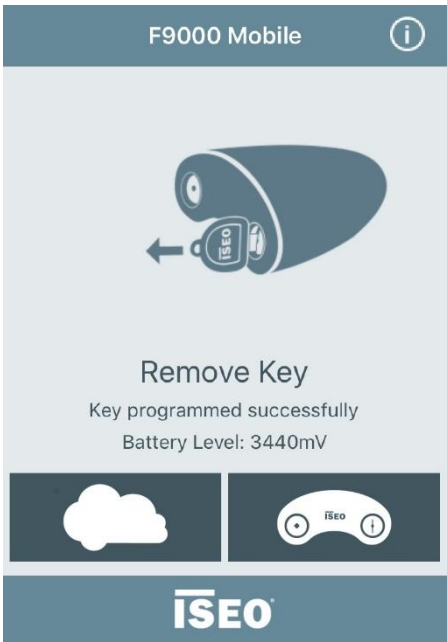 F9000 Mobile
i
ISEO
Remove Key
Key programmed successfully
Battery Level: 3440mV
ISEO
ISEO